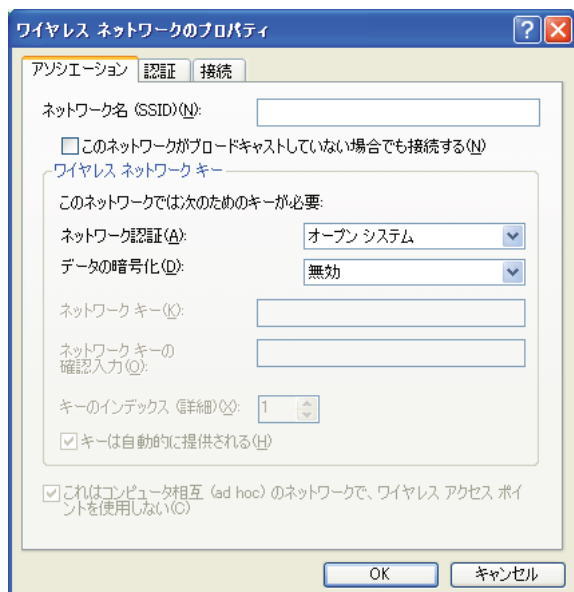 ワイヤレス ネットワークのプロパティ
アソシエーション 認証 接続
ネットワーク名 (SSID)(N):
このネットワークがブロードキャストしていない場合でも接続する(N)
ワイヤレス ネットワーク キー
このネットワークでは次のためのキーが必要:
ネットワーク認証(A): オープン システム
データの暗号化(D): 無効
ネットワーク キー(K):
ネットワーク キーの
確認入力(O):
キーのインデックス (詳細)(X): 1
キーは自動的に提供される(H)
これはコンピュータ相互 (ad hoc) のネットワークで、ワイヤレス アクセス ポイ
ントを使用しない(C)
OK キャンセル